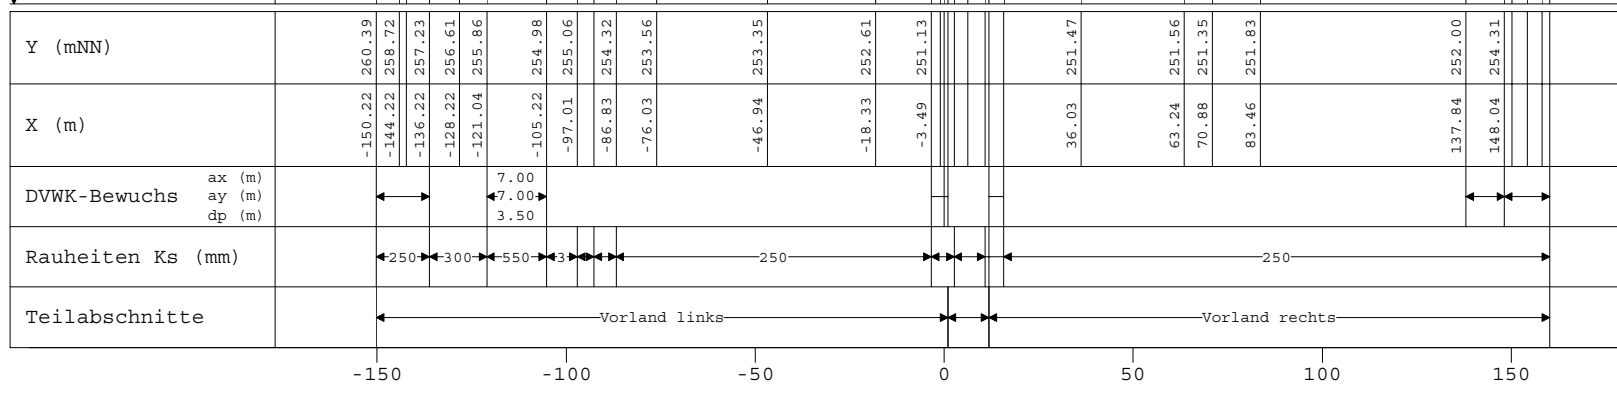 Y (mNN) 260.39 258.72 257.23 256.61 255.86 254.98 255.06 254.32 253.56 253.35 252.61 251.13 251.47 251.56 251.35 251.83 252.00 254.31
X (m) -150.22 -144.22 -136.22 -128.22 -121.04 -105.22 -97.01 -86.83 -76.03 -46.94 -18.33 -3.49 36.03 63.24 70.88 83.46 137.84 148.04
ax (m) 7.00
DVWK-Bewuchs ay (m) 7.00
dp (m) 3.50
Rauheiten Ks (mm) 250 300 550 3 250 250
Teilabschnitte Vorland links Vorland rechts
-150 -100 -50 0 50 100 150